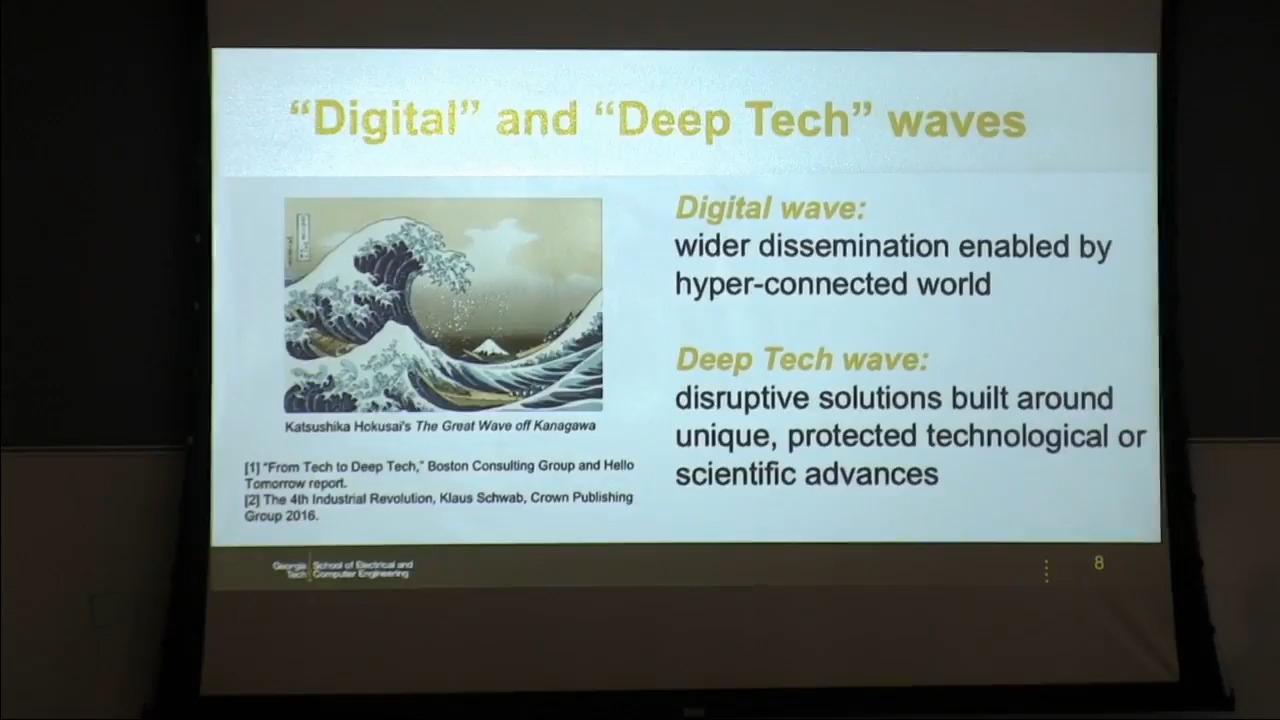 “Digital” and “Deep Tech” waves
Digital wave:
wider dissemination enabled by
hyper-connected world
Deep Tech wave:
disruptive solutions built around
unique, protected technological or
scientific advances
Katsushika Hokusai's The Great Wave off Kanagawa
[1] “From Tech to Deep Tech,” Boston Consulting Group and Hello
Tomorrow report.
[2] The 4th Industrial Revolution, Klaus Schwab, Crown Publishing
Group 2016.
Georgia
Tech
School of Electrical and
Computer Engineering
8